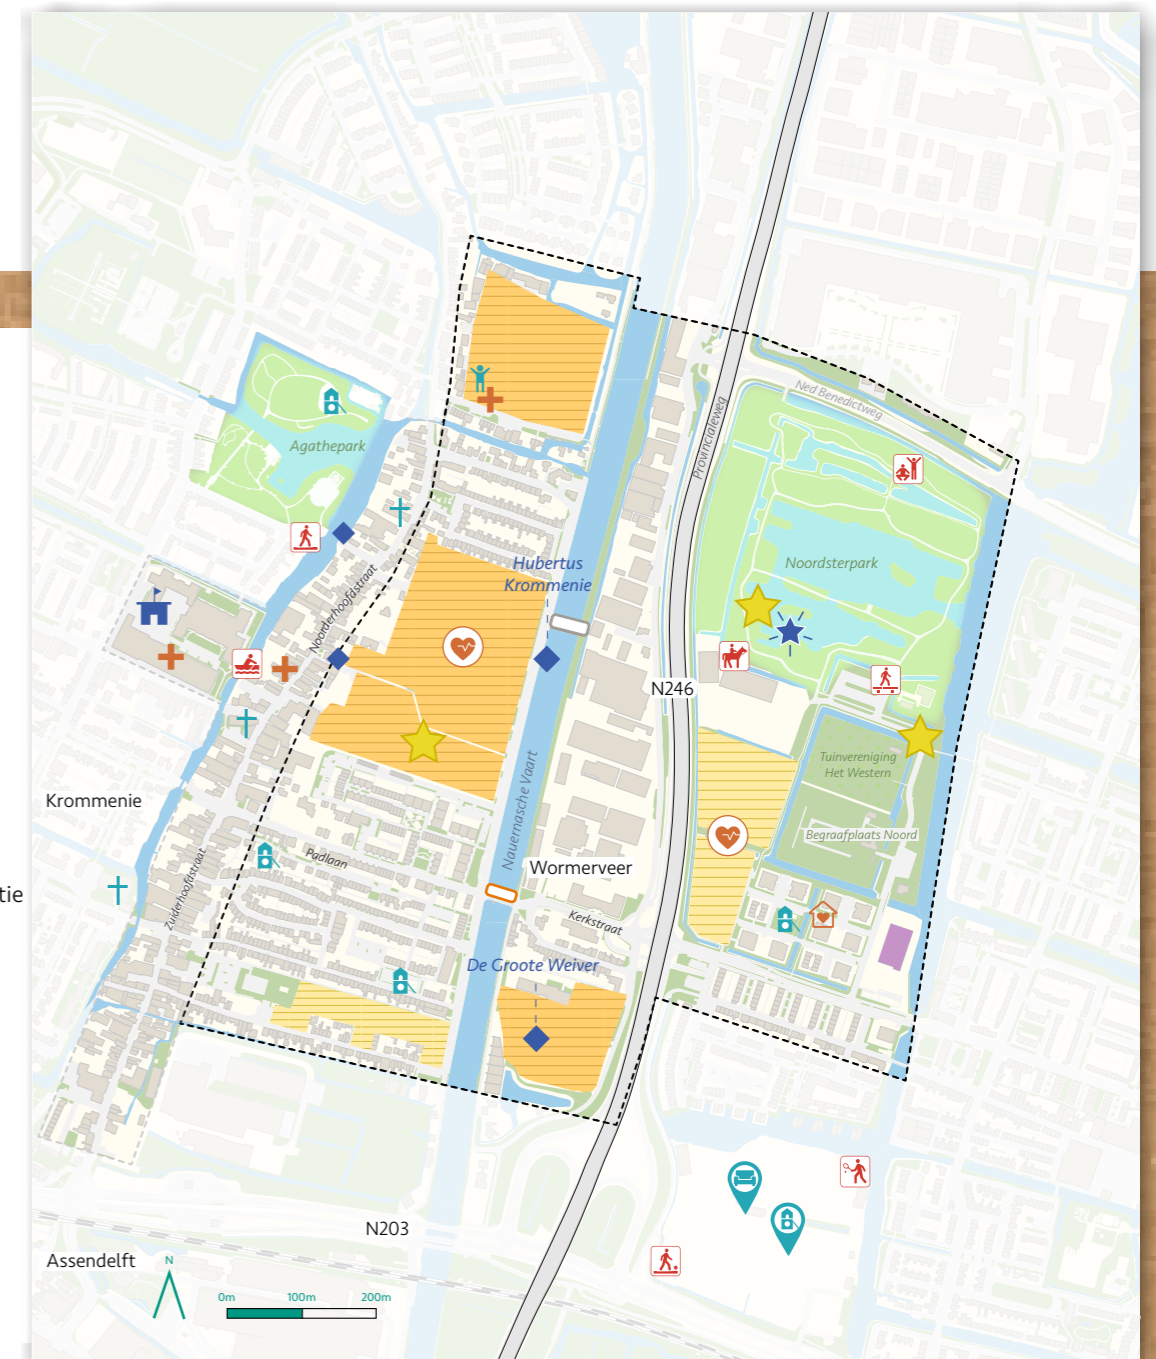 Ned Benedictweg
Provincialeweg
Agathepark
Noordsterpark
Hubertus
Krommenie
Noorderhoofdstraat
N246
Nauernasche Vaart
Tuinvereniging
Het Western
Krommenie
Begraafplaats Noord
Padlaan
Wormerveer
tie
Zuiderhoofdstraat
Kerkstraat
De Groote Weiver
N203
Assendelft
N
0m 100m 200m